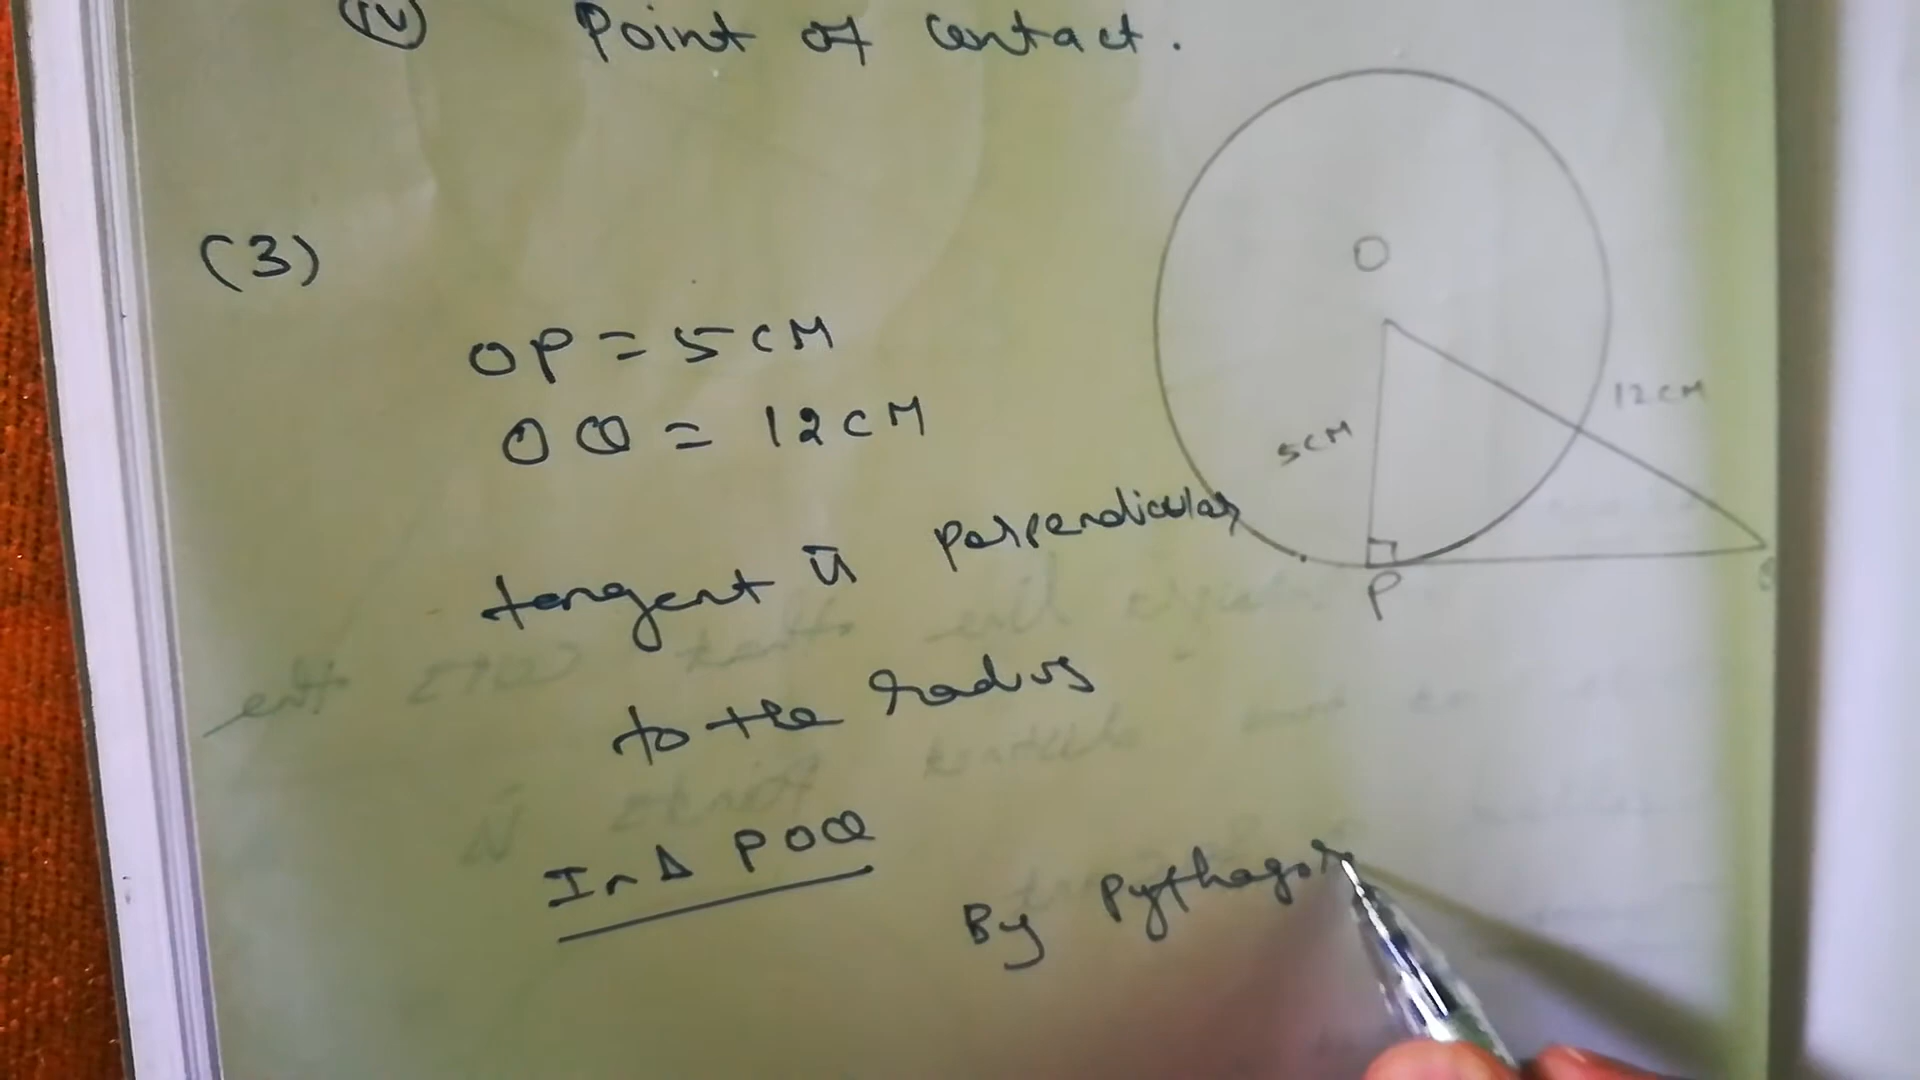 (iv) Point of contact.
O
(3)
OP = 5 CM
12 CM
OQ = 12 CM
5 CM
tangent is perpendicular
P
to the radius
In Δ POQ
By Pythagor